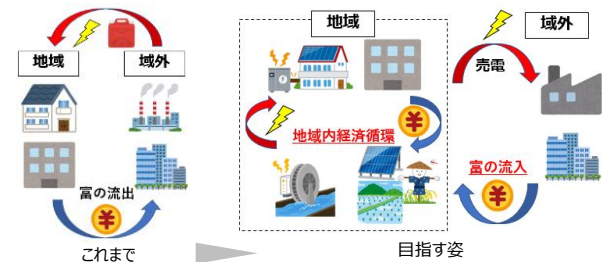 地域
域外
富の流出
¥
これまで
地域
地域内経済循環
¥
目指す姿
域外
売電
富の流入
¥